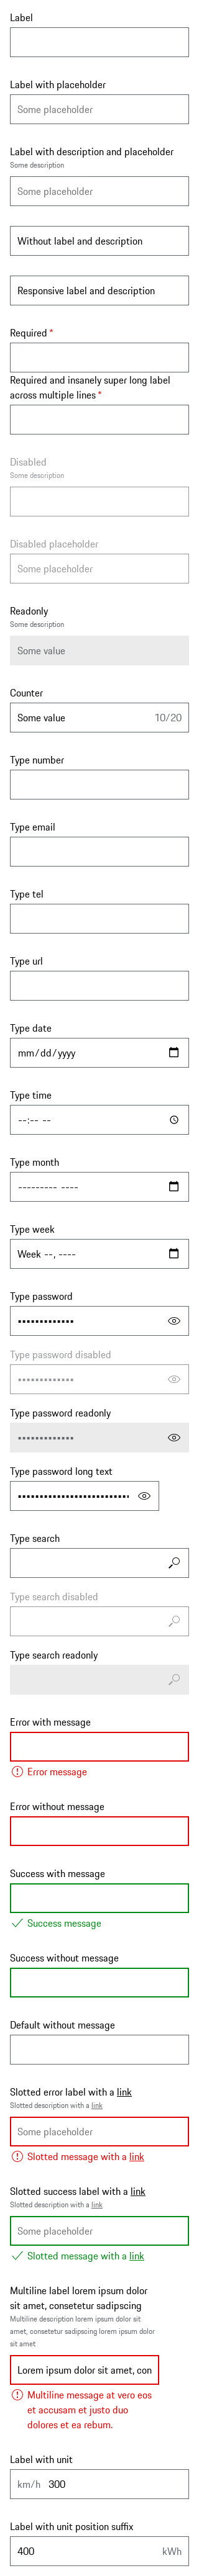 Label
Label with placeholder
Some placeholder
Label with description and placeholder
Some description
Some placeholder
Without label and description
Responsive label and description
Required *
Required and insanely super long label
across multiple lines *
Disabled
Some description
Disabled placeholder
Some placeholder
Readonly
Some description
Some value
Counter
Some value 10/20
Type number
Type email
Type tel
Type url
Type date
mm/dd/yyyy
Type time
--:-- --
Type month
--------- ----
Type week
Week --, ----
Type password
•••••••••••••
Type password disabled
•••••••••••••
Type password readonly
•••••••••••••
Type password long text
••••••••••••••••••••••••••
Type search
Type search disabled
Type search readonly
Error with message
Error message
Error without message
Success with message
Success message
Success without message
Default without message
Slotted error label with a link
Slotted description with a link
Some placeholder
Slotted message with a link
Slotted success label with a link
Slotted description with a link
Some placeholder
Slotted message with a link
Multiline label lorem ipsum dolor
sit amet, consetetur sadipscing
Multiline description lorem ipsum dolor sit
amet, consetetur sadipscing lorem ipsum dolor
sit amet
Lorem ipsum dolor sit amet, con
Multiline message at vero eos
et accusam et justo duo
dolores et ea rebum.
Label with unit
km/h 300
Label with unit position suffix
400 kWh